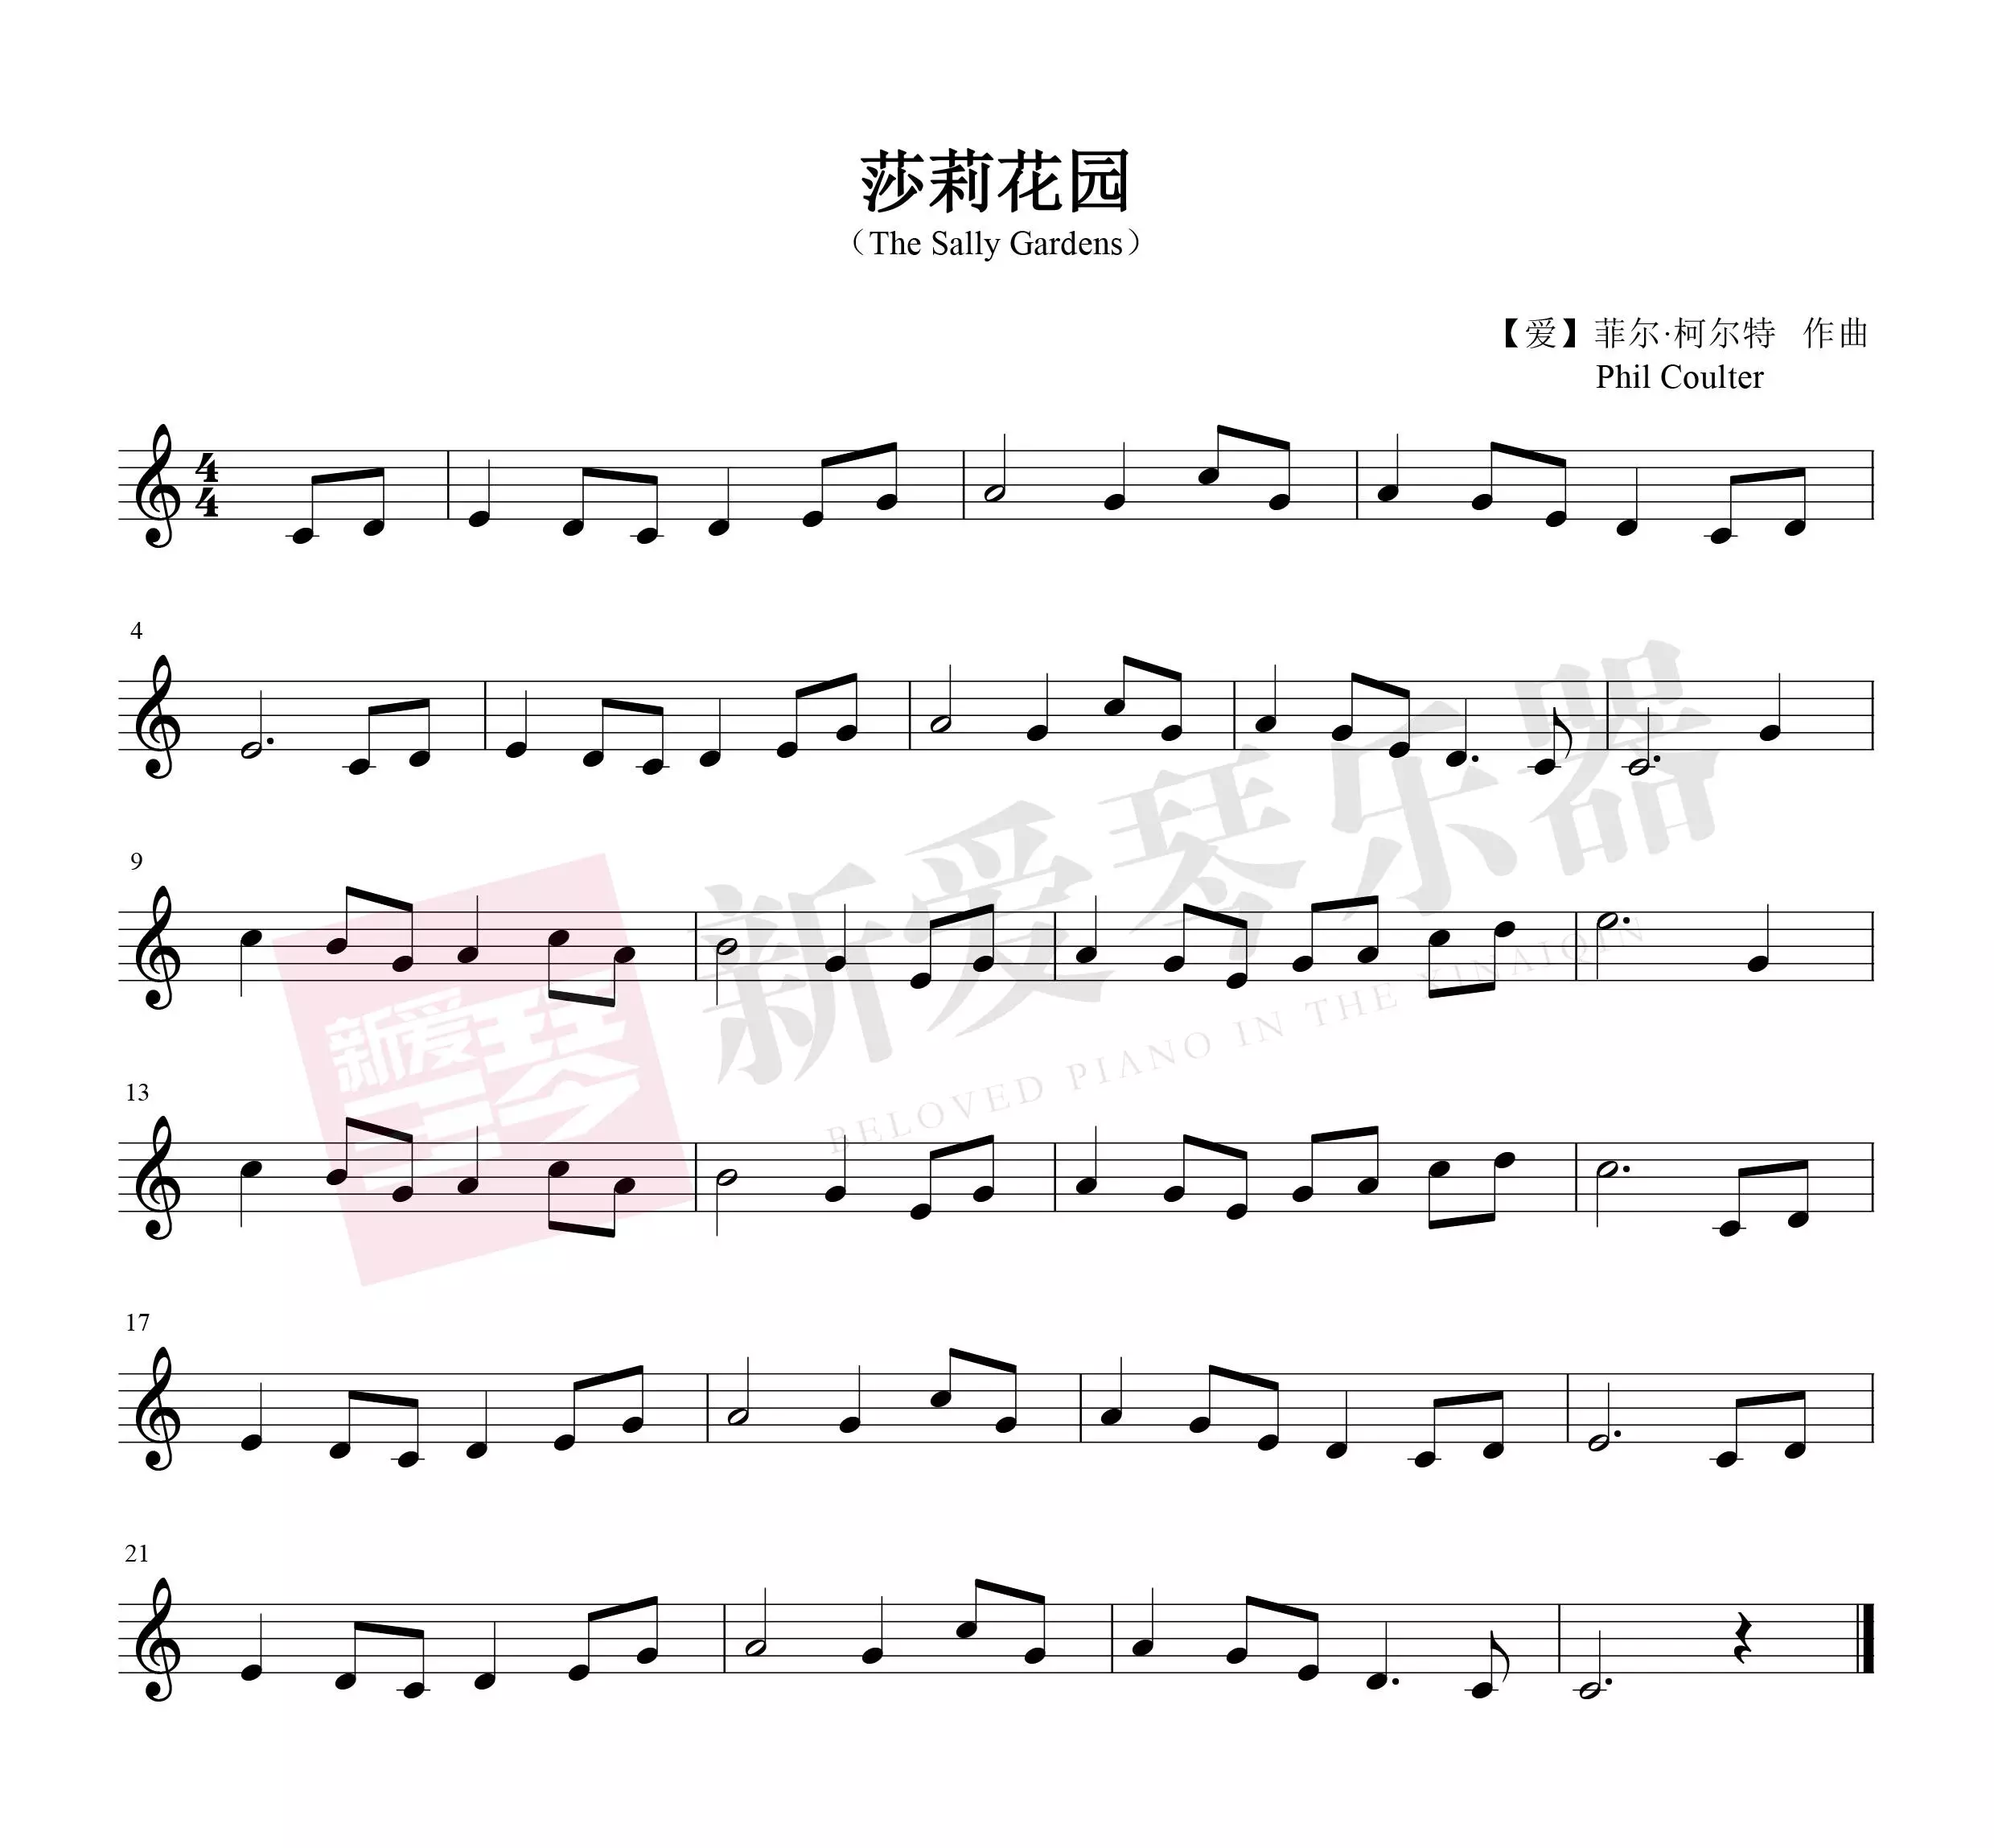 莎莉花园
（The Sally Gardens）
【爱】菲尔·柯尔特 作曲
Phil Coulter
4
4
4
新爱琴乐器
9
新爱琴
BELOVED PIANO IN THE XINAIQIN
13
17
21